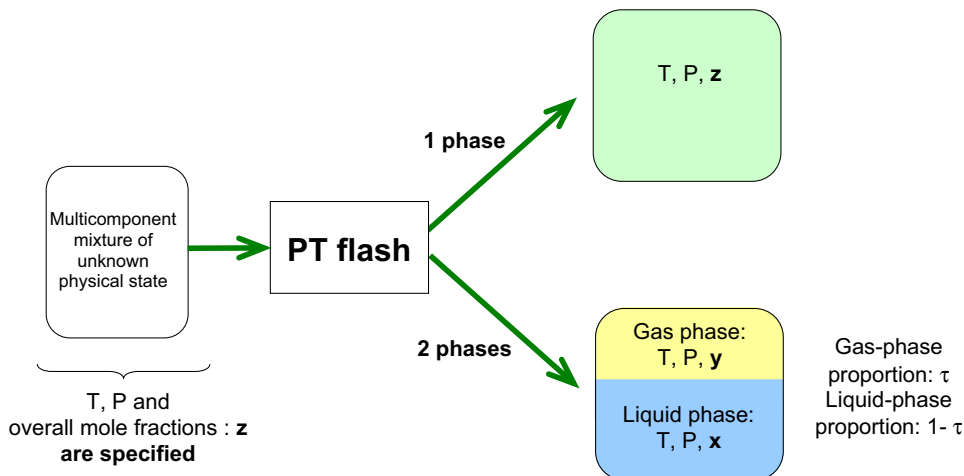 Multicomponent
mixture of
unknown
physical state
T, P and
overall mole fractions : z
are specified
PT flash
1 phase
2 phases
T, P, z
Gas phase:
T, P, y
Liquid phase:
T, P, x
Gas-phase
proportion: τ
Liquid-phase
proportion: 1- τ